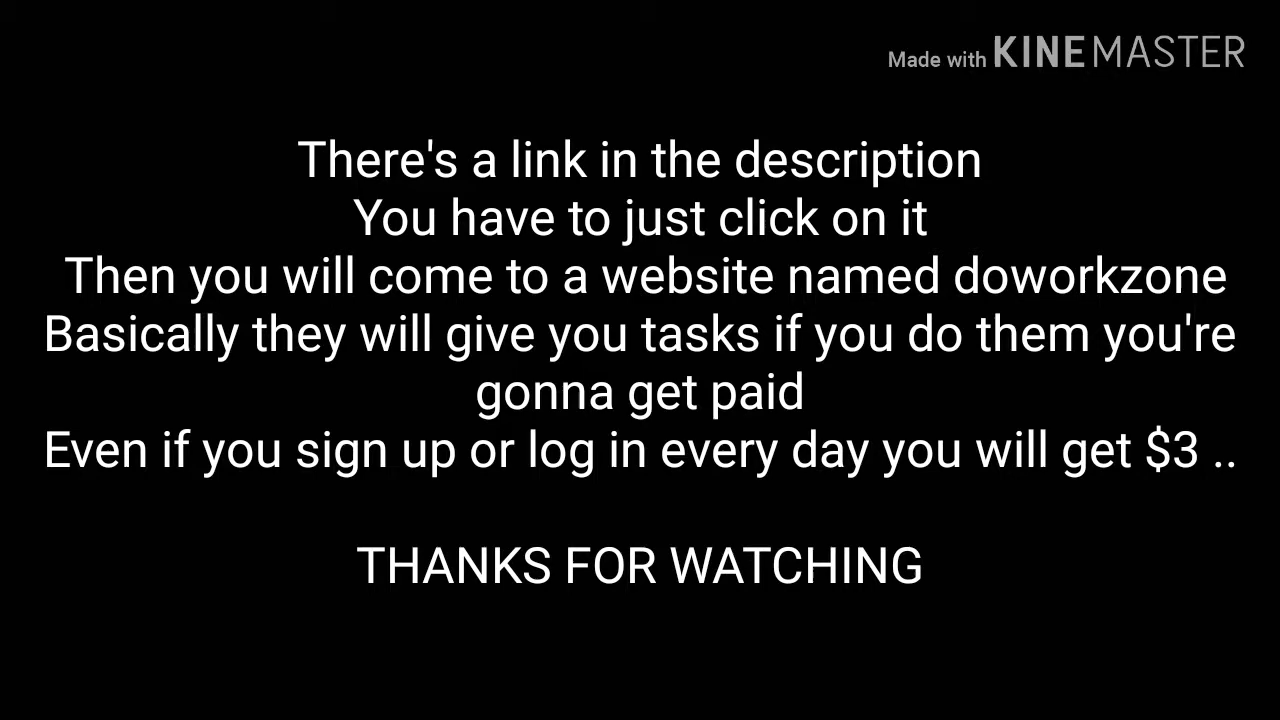 Made with KINEMASTER
There's a link in the description
You have to just click on it
Then you will come to a website named doworkzone
Basically they will give you tasks if you do them you're
gonna get paid
Even if you sign up or log in every day you will get $3 ..
THANKS FOR WATCHING